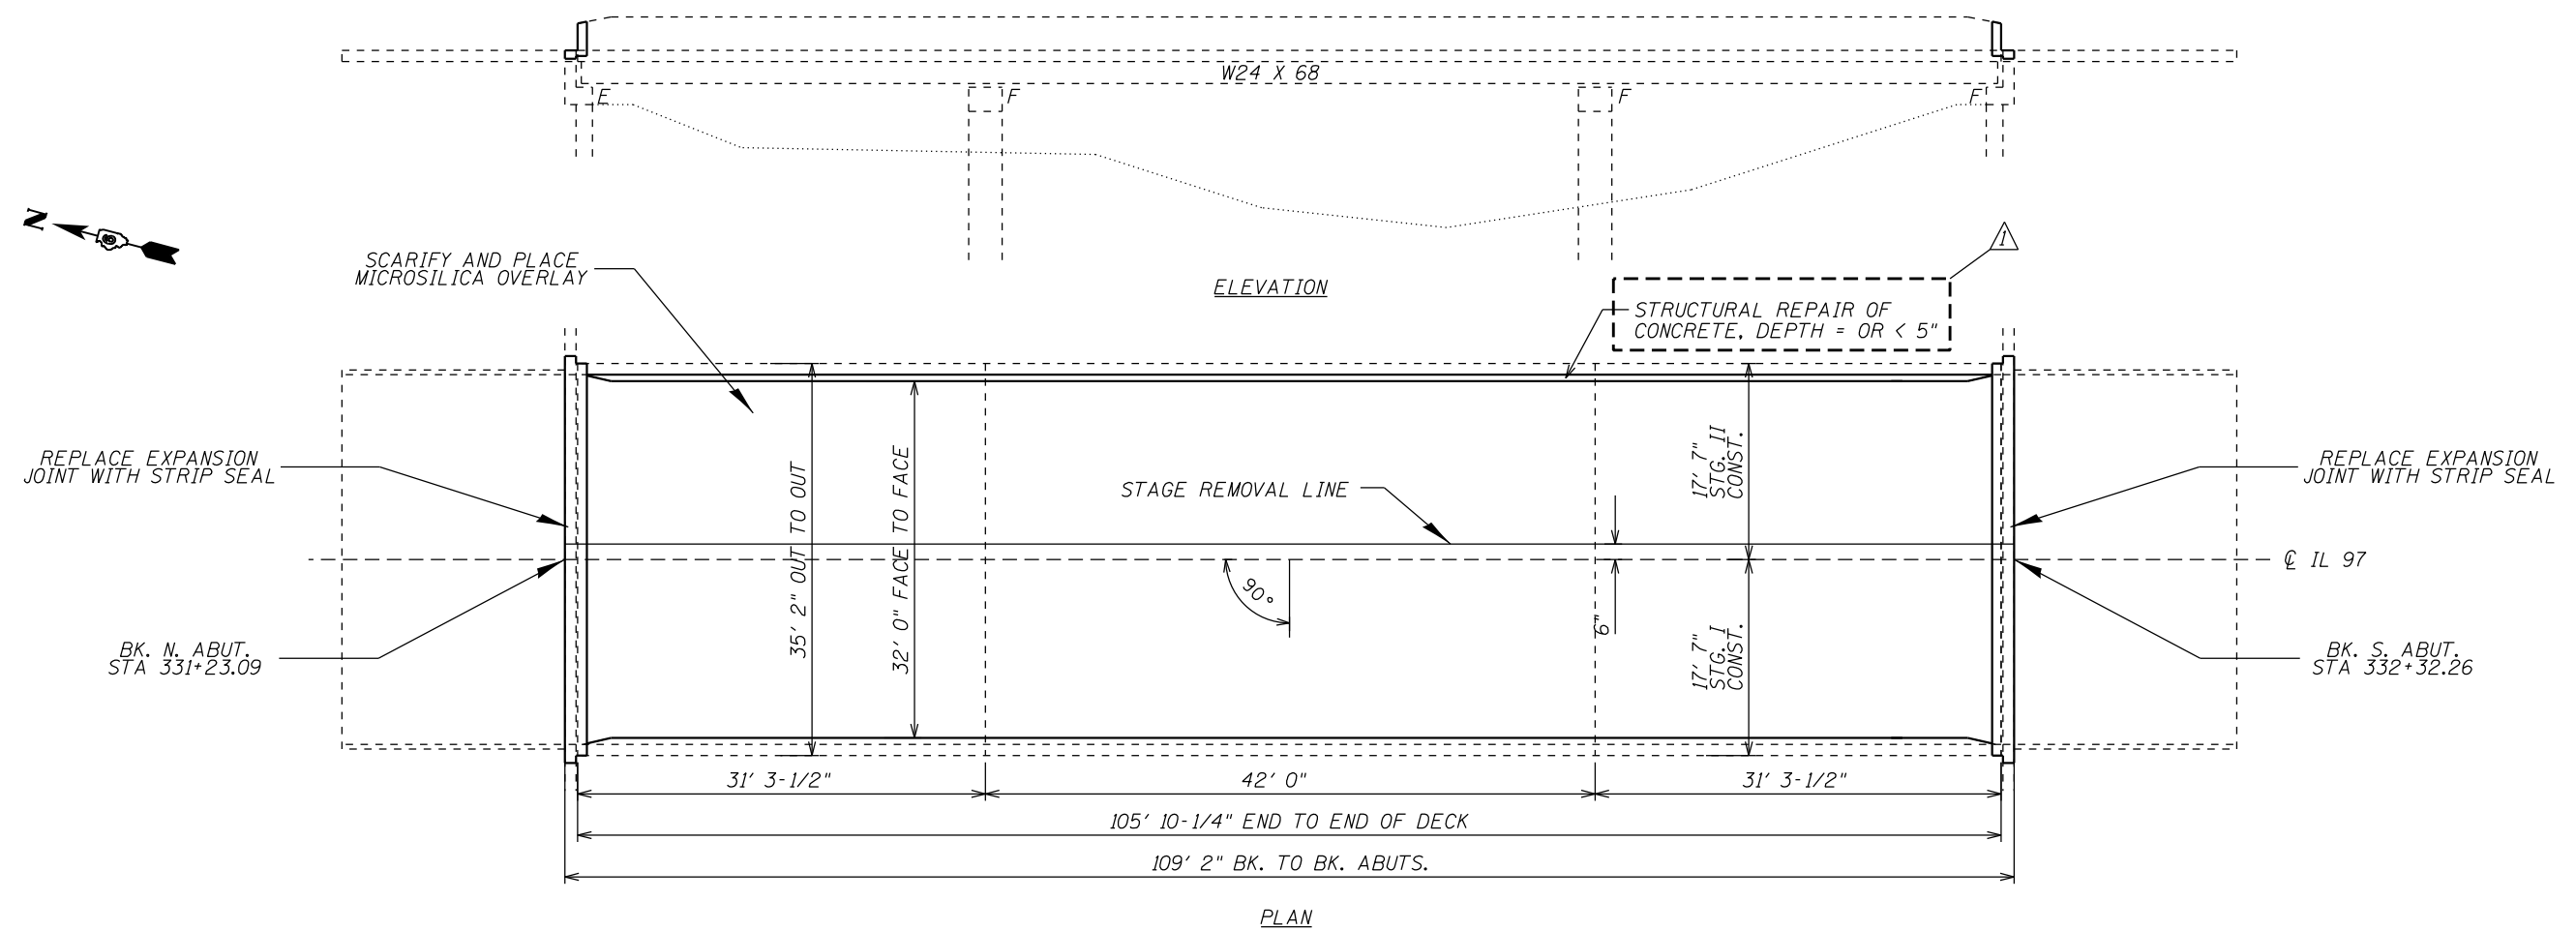 W24 X 68
E
F
F
F
N
SCARIFY AND PLACE
MICROSILICA OVERLAY
ELEVATION
1
STRUCTURAL REPAIR OF
CONCRETE, DEPTH = OR < 5"
REPLACE EXPANSION
JOINT WITH STRIP SEAL
35' 2" OUT TO OUT
32' 0" FACE TO FACE
STAGE REMOVAL LINE
17' 7"
STG. II
CONST.
REPLACE EXPANSION
JOINT WITH STRIP SEAL
℄ IL 97
90°
6"
17' 7"
STG. I
CONST.
BK. N. ABUT.
STA 331+23.09
BK. S. ABUT.
STA 332+32.26
31' 3-1/2"
42' 0"
31' 3-1/2"
105' 10-1/4" END TO END OF DECK
109' 2" BK. TO BK. ABUTS.
PLAN